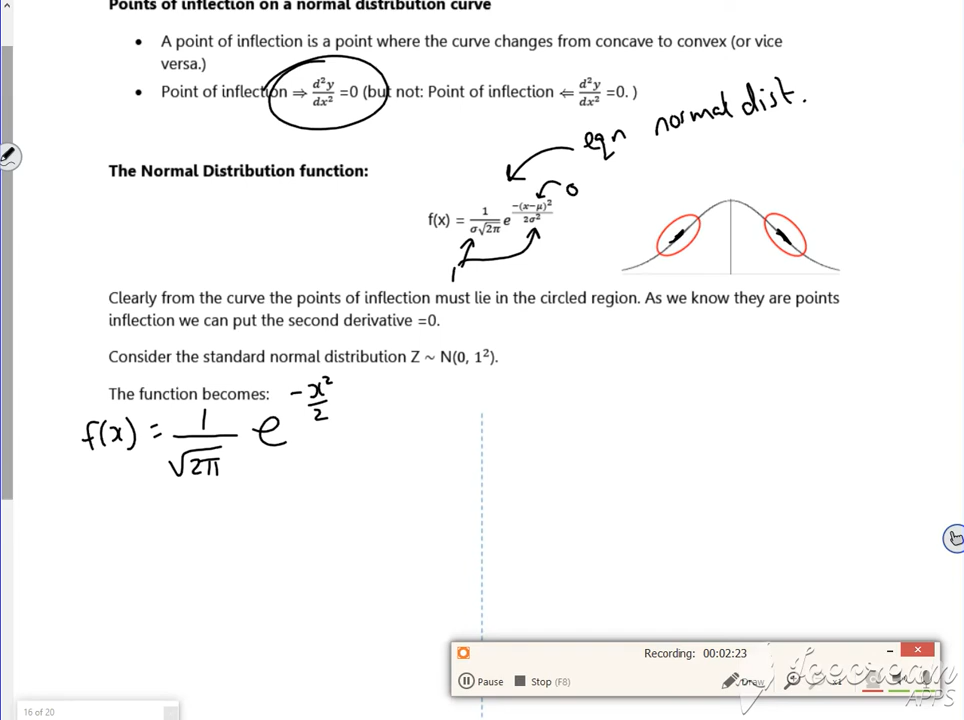 Points of inflection on a normal distribution curve
• A point of inflection is a point where the curve changes from concave to convex (or vice
versa.)
• Point of inflection ⇒ d²y/dx² =0 (but not: Point of inflection ⇐ d²y/dx² =0. )
eqn normal dist.
The Normal Distribution function:
0
f(x) = 1/(σ√2π) e^(-(x-μ)²/2σ²)
1
Clearly from the curve the points of inflection must lie in the circled region. As we know they are points
inflection we can put the second derivative =0.
Consider the standard normal distribution Z ~ N(0, 1²).
The function becomes:
f(x) = 1/√2π e^(-x²/2)
Recording: 00:02:23
Pause Stop (F8) Draw x1
Icecream
APPS
16 of 20